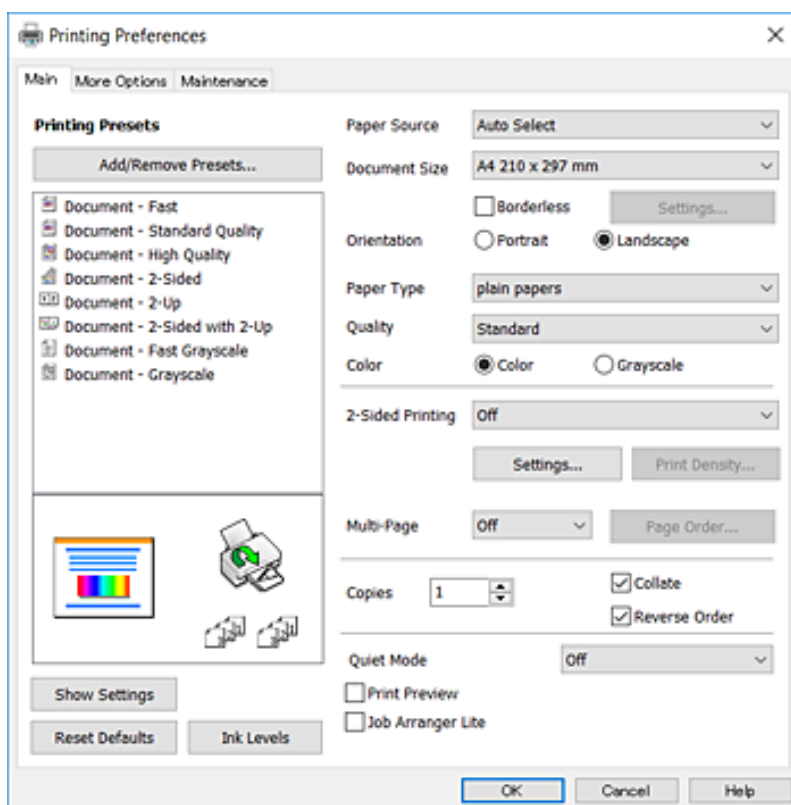 Printing Preferences
Main More Options Maintenance
Printing Presets
Add/Remove Presets...
Document - Fast
Document - Standard Quality
Document - High Quality
Document - 2-Sided
Document - 2-Up
Document - 2-Sided with 2-Up
Document - Fast Grayscale
Document - Grayscale
Show Settings
Reset Defaults Ink Levels
Paper Source Auto Select
Document Size A4 210 x 297 mm
Borderless Settings...
Orientation Portrait Landscape
Paper Type plain papers
Quality Standard
Color Color Grayscale
2-Sided Printing Off
Settings... Print Density...
Multi-Page Off Page Order...
Copies 1 Collate
Reverse Order
Quiet Mode Off
Print Preview
Job Arranger Lite
OK Cancel Help